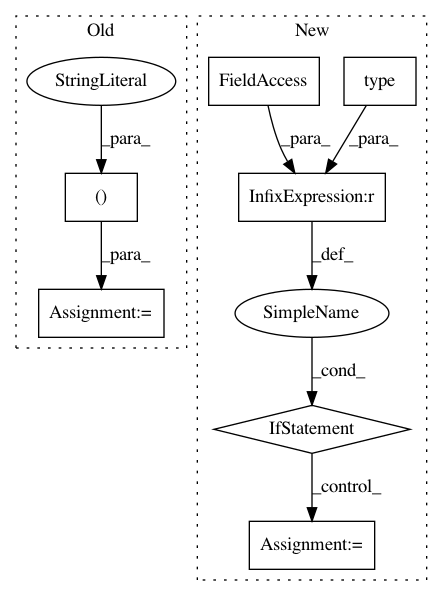 Old
New
StringLiteral
FieldAccess
type
_para_
_para_
_para_
()
InfixExpression:r
_para_
_def_
Assignment:=
SimpleName
_cond_
IfStatement
_control_
Assignment:=